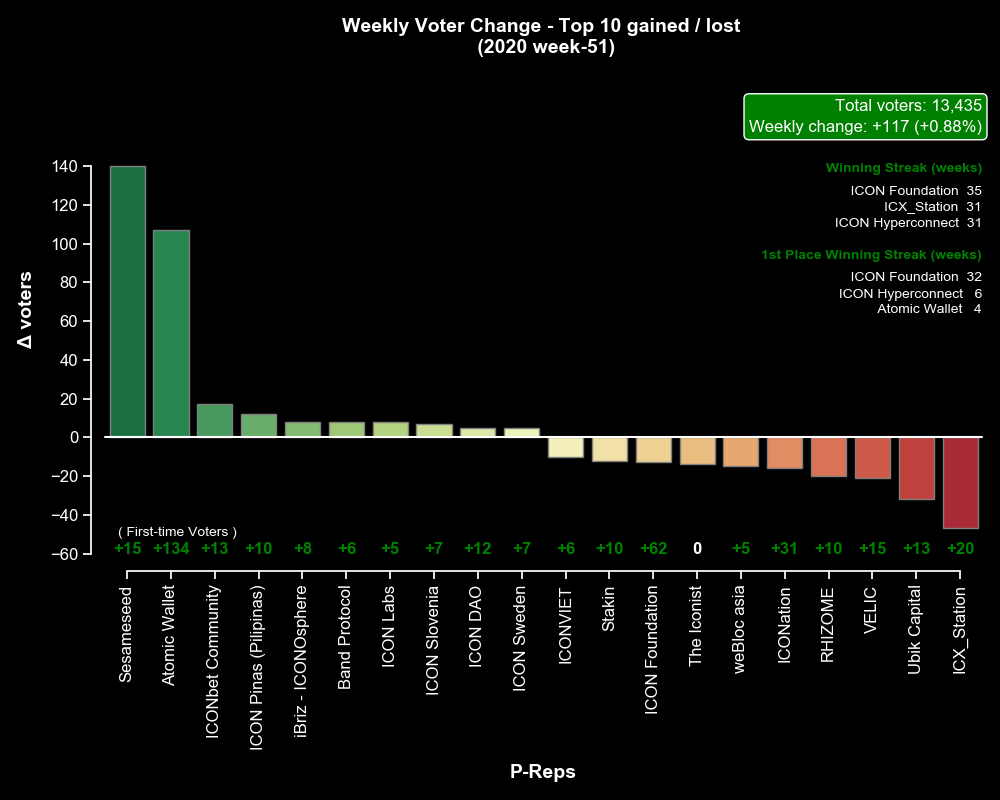 Weekly Voter Change - Top 10 gained / lost
(2020 week-51)
Total voters: 13,435
Weekly change: +117 (+0.88%)
Winning Streak (weeks)
ICON Foundation 35
ICX_Station 31
ICON Hyperconnect 31
1st Place Winning Streak (weeks)
ICON Foundation 32
ICON Hyperconnect 6
Atomic Wallet 4
Δ voters
140
120
100
80
60
40
20
0
−20
−40
−60
( First-time Voters )
+15 +134 +13 +10 +8 +6 +5 +7 +12 +7 +6 +10 +62 0 +5 +31 +10 +15 +13 +20
Sesameseed
Atomic Wallet
ICONbet Community
ICON Pinas (Pilipinas)
iBriz - ICONOsphere
Band Protocol
ICON Labs
ICON Slovenia
ICON DAO
ICON Sweden
ICONVIET
Stakin
ICON Foundation
The Iconist
weBloc asia
ICONation
RHIZOME
VELIC
Ubik Capital
ICX_Station
P-Reps